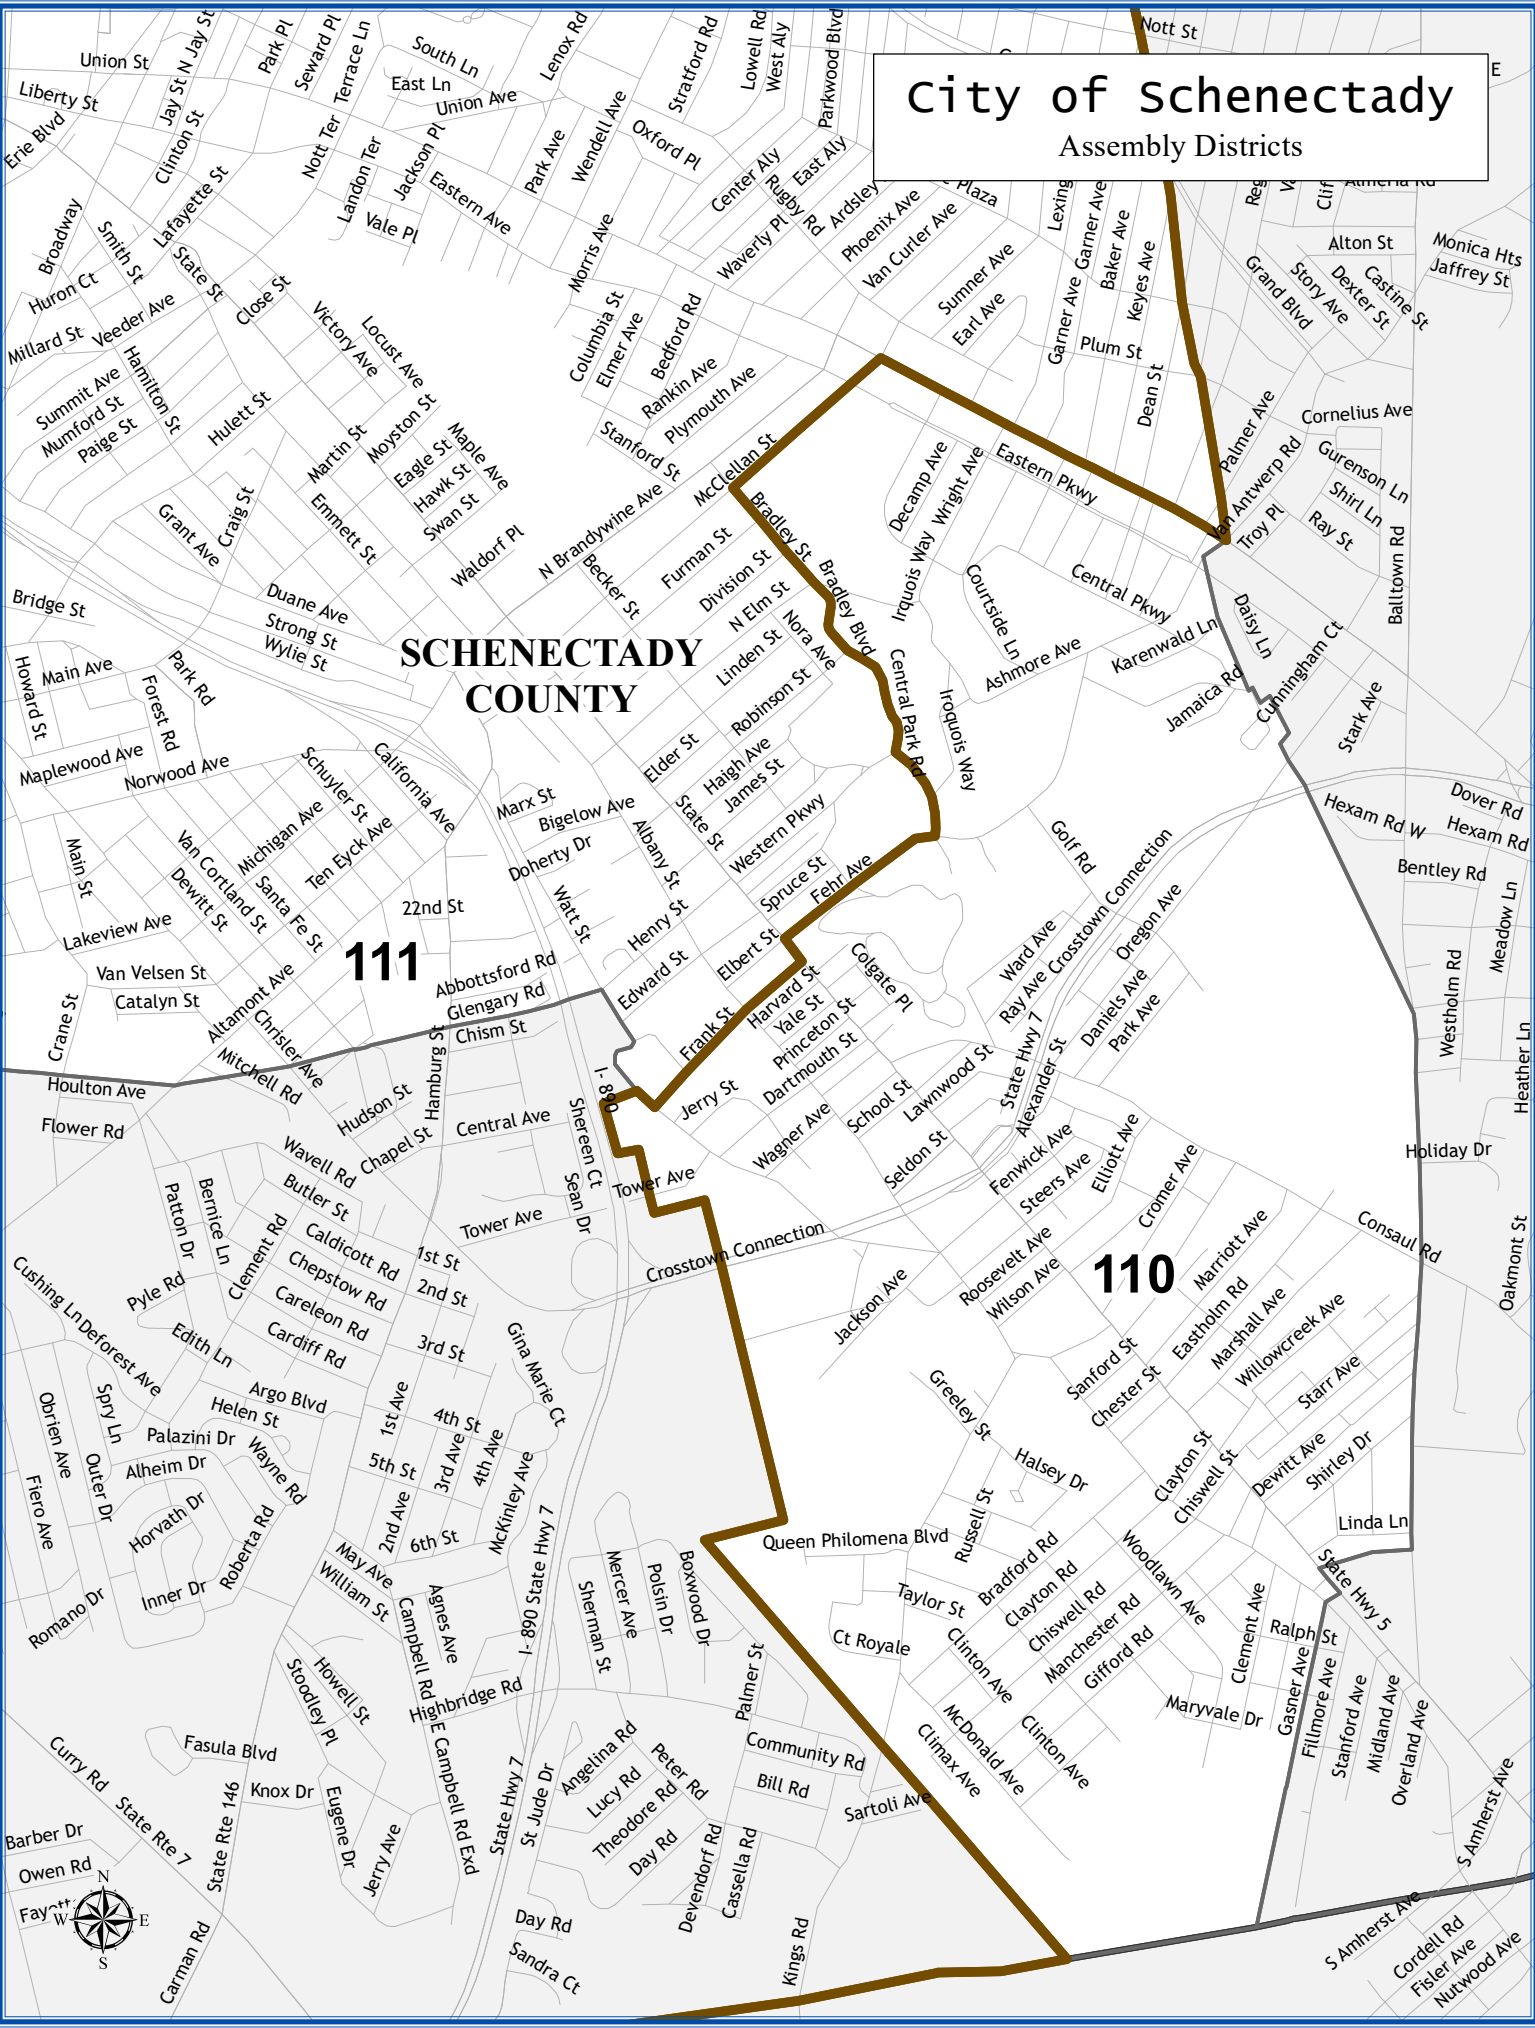 City of Schenectady
Assembly Districts
SCHENECTADY
COUNTY
111
110
Nott St
E
Union St
Liberty St
Erie Blvd
Jay St
N Jay St
Clinton St
Park Pl
Seward Pl
Terrace Ln
Nott Ter
South Ln
East Ln
Union Ave
Lenox Rd
Stratford Rd
Lowell Rd
West Aly
Parkwood Blvd
Landon Ter
Jackson Pl
Vale Pl
Eastern Ave
Park Ave
Wendell Ave
Oxford Pl
Center Aly
East Aly
Rugby Rd
Ardsley
Plaza
Waverly Pl
Phoenix Ave
Van Curler Ave
Sumner Ave
Earl Ave
Garner Ave
Garner Ave
Baker Ave
Keyes Ave
Plum St
Dean St
Almeria Rd
Alton St
Monica Hts
Jaffrey St
Grand Blvd
Story Ave
Dexter St
Castine St
Broadway
Lafayette St
Smith St
State St
Huron Ct
Veeder Ave
Millard St
Close St
Victory Ave
Locust Ave
Morris Ave
Columbia St
Elmer Ave
Bedford Rd
Rankin Ave
Plymouth Ave
Stanford St
Summit Ave
Mumford St
Paige St
Hamilton St
Hulett St
Martin St
Moyston St
Eagle St
Hawk St
Swan St
Maple Ave
McClellan St
N Brandywine Ave
Emmett St
Craig St
Grant Ave
Waldorf Pl
Becker St
Bradley St
Bradley Blvd
Furman St
Division St
N Elm St
Nora Ave
Linden St
Robinson St
Decamp Ave
Wright Ave
Eastern Pkwy
Irquois Way
Courtside Ln
Central Pkwy
Ashmore Ave
Karenwald Ln
Jamaica Rd
Palmer Ave
Cornelius Ave
Van Antwerp Rd
Troy Pl
Gurenson Ln
Shirl Ln
Ray St
Balltown Rd
Daisy Ln
Cunningham Ct
Stark Ave
Bridge St
Duane Ave
Strong St
Wylie St
Main Ave
Howard St
Park Rd
Forest Rd
Maplewood Ave
Norwood Ave
Schuyler St
California Ave
Michigan Ave
Ten Eyck Ave
Van Cortland St
Dewitt St
Santa Fe St
Main St
Lakeview Ave
Van Velsen St
Catalyn St
Crane St
Altamont Ave
Chrisler Ave
22nd St
Marx St
Bigelow Ave
Doherty Dr
Watt St
Albany St
State St
Elder St
Haigh Ave
James St
Western Pkwy
Spruce St
Fehr Ave
Central Park Rd
Iroquois Way
Henry St
Edward St
Elbert St
Abbottsford Rd
Glengary Rd
Chism St
Golf Rd
Crosstown Connection
Oregon Ave
Ward Ave
Ray Ave
Daniels Ave
Park Ave
Hexam Rd W
Dover Rd
Hexam Rd
Bentley Rd
Meadow Ln
Westholm Rd
Heather Ln
Holiday Dr
Oakmont St
Colgate Pl
Frank St
Harvard St
Yale St
Princeton St
Dartmouth St
Jerry St
Wagner Ave
School St
Lawnwood St
Seldon St
State Hwy 7
Alexander St
Fenwick Ave
Steers Ave
Elliott Ave
Cromer Ave
Consaul Rd
Houlton Ave
Mitchell Rd
Hudson St
Hamburg St
Chapel St
Central Ave
I- 890
Shereen Ct
Sean Dr
Tower Ave
Tower Ave
Crosstown Connection
Flower Rd
Wavell Rd
Butler St
Patton Dr
Bernice Ln
Clement Rd
Caldicott Rd
Chepstow Rd
Careleon Rd
Cardiff Rd
Pyle Rd
Edith Ln
Cushing Ln
Deforest Ave
1st St
2nd St
3rd St
4th St
5th St
6th St
Gina Marie Ct
Argo Blvd
Helen St
Palazini Dr
Alheim Dr
Wayne Rd
Spry Ln
Obrien Ave
Outer Dr
Fiero Ave
Horvath Dr
Inner Dr
Roberta Rd
Romano Dr
1st Ave
2nd Ave
3rd Ave
4th Ave
McKinley Ave
May Ave
William St
Roosevelt Ave
Wilson Ave
Jackson Ave
Marriott Ave
Eastholm Rd
Marshall Ave
Willowcreek Ave
Starr Ave
Sanford St
Chester St
Greeley St
Halsey Dr
Russell St
Clayton St
Chiswell St
Dewitt Ave
Shirley Dr
Linda Ln
Queen Philomena Blvd
Taylor St
Bradford Rd
Clayton Rd
Chiswell Rd
Manchester Rd
Gifford Rd
Woodlawn Ave
Clement Ave
Ralph St
State Hwy 5
Gasner Ave
Fillmore Ave
Stanford Ave
Midland Ave
Overland Ave
Maryvale Dr
Ct Royale
Clinton Ave
McDonald Ave
Climax Ave
Clinton Ave
Sartoli Ave
I- 890 State Hwy 7
Sherman St
Mercer Ave
Polsin Dr
Boxwood Dr
Palmer St
Campbell Rd
Agnes Ave
Highbridge Rd
E Campbell Rd Exd
Stoodley Pl
Howell St
Fasula Blvd
Knox Dr
Eugene Dr
Jerry Ave
Curry Rd
State Rte 7
State Rte 146
Barber Dr
Owen Rd
Carman Rd
State Hwy 7
St Jude Dr
Angelina Rd
Lucy Rd
Peter Rd
Theodore Rd
Day Rd
Community Rd
Bill Rd
Devendorf Rd
Cassella Rd
Day Rd
Sandra Ct
Kings Rd
S Amherst Ave
S Amherst Ave
Cordell Rd
Fisler Ave
Nutwood Ave
N
W
E
S